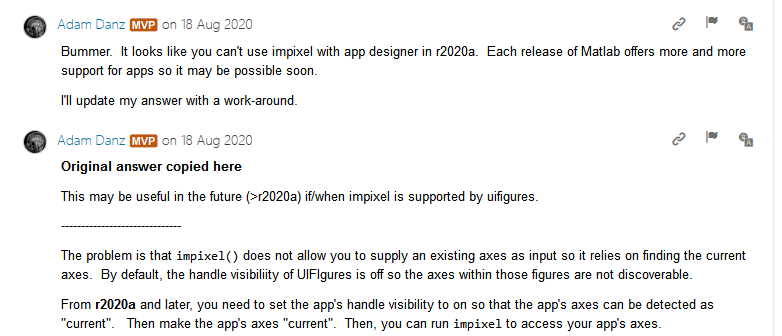 Adam Danz MVP on 18 Aug 2020
Bummer.  It looks like you can't use impixel with app designer in r2020a.  Each release of Matlab offers more and more
support for apps so it may be possible soon.
I'll update my answer with a work-around.
Adam Danz MVP on 18 Aug 2020
Original answer copied here
This may be useful in the future (>r2020a) if/when impixel is supported by uifigures.
------------------------------
The problem is that impixel() does not allow you to supply an existing axes as input so it relies on finding the current
axes.  By default, the handle visibiliity of UIFIgures is off so the axes within those figures are not discoverable.
From r2020a and later, you need to set the app's handle visibility to on so that the app's axes can be detected as
"current".   Then make the app's axes "current".  Then, you can run impixel to access your app's axes.